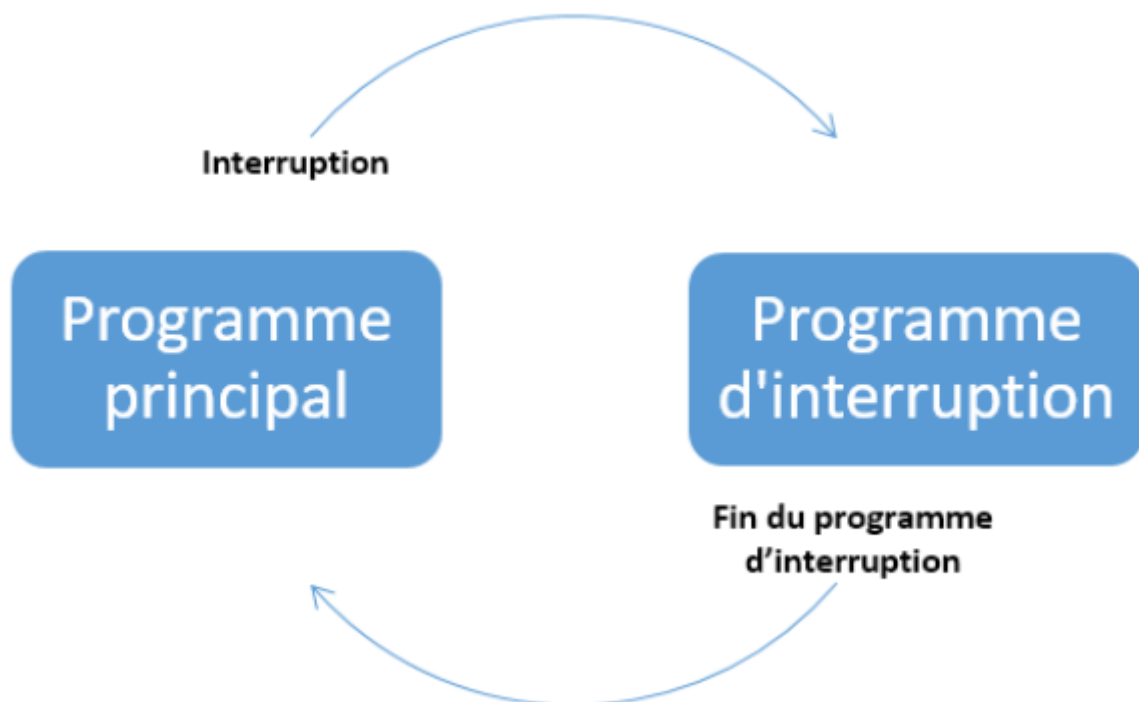 Interruption
Programme
principal
Programme
d'interruption
Fin du programme
d’interruption